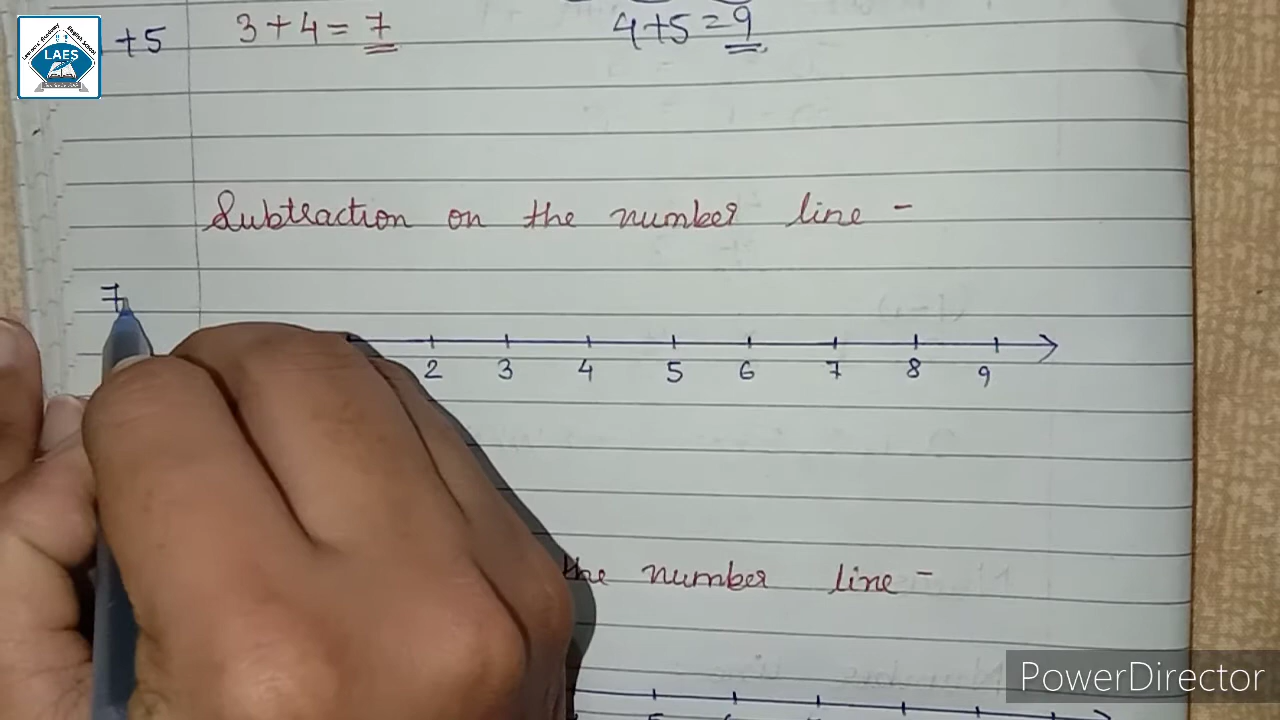 +5 3+4=7 4+5=9
LAES
Subtraction on the number line -
7
2 3 4 5 6 7 8 9
the number line -
PowerDirector